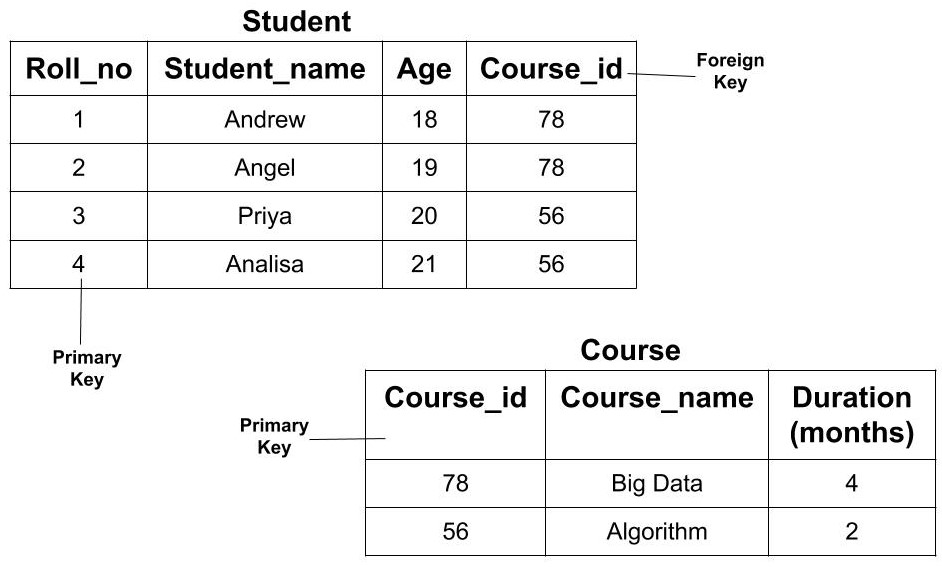 Student
Roll_no Student_name Age Course_id
Foreign
Key
1 Andrew 18 78
2 Angel 19 78
3 Priya 20 56
4 Analisa 21 56
Primary
Key
Course
Course_id Course_name Duration
(months)
Primary
Key
78 Big Data 4
56 Algorithm 2